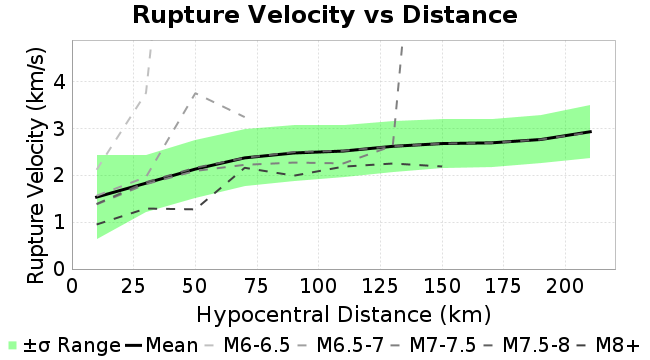 Rupture Velocity vs Distance
Rupture Velocity (km/s)
4
3
2
1
0
0 25 50 75 100 125 150 175 200
Hypocentral Distance (km)
±σ Range Mean M6-6.5 M6.5-7 M7-7.5 M7.5-8 M8+